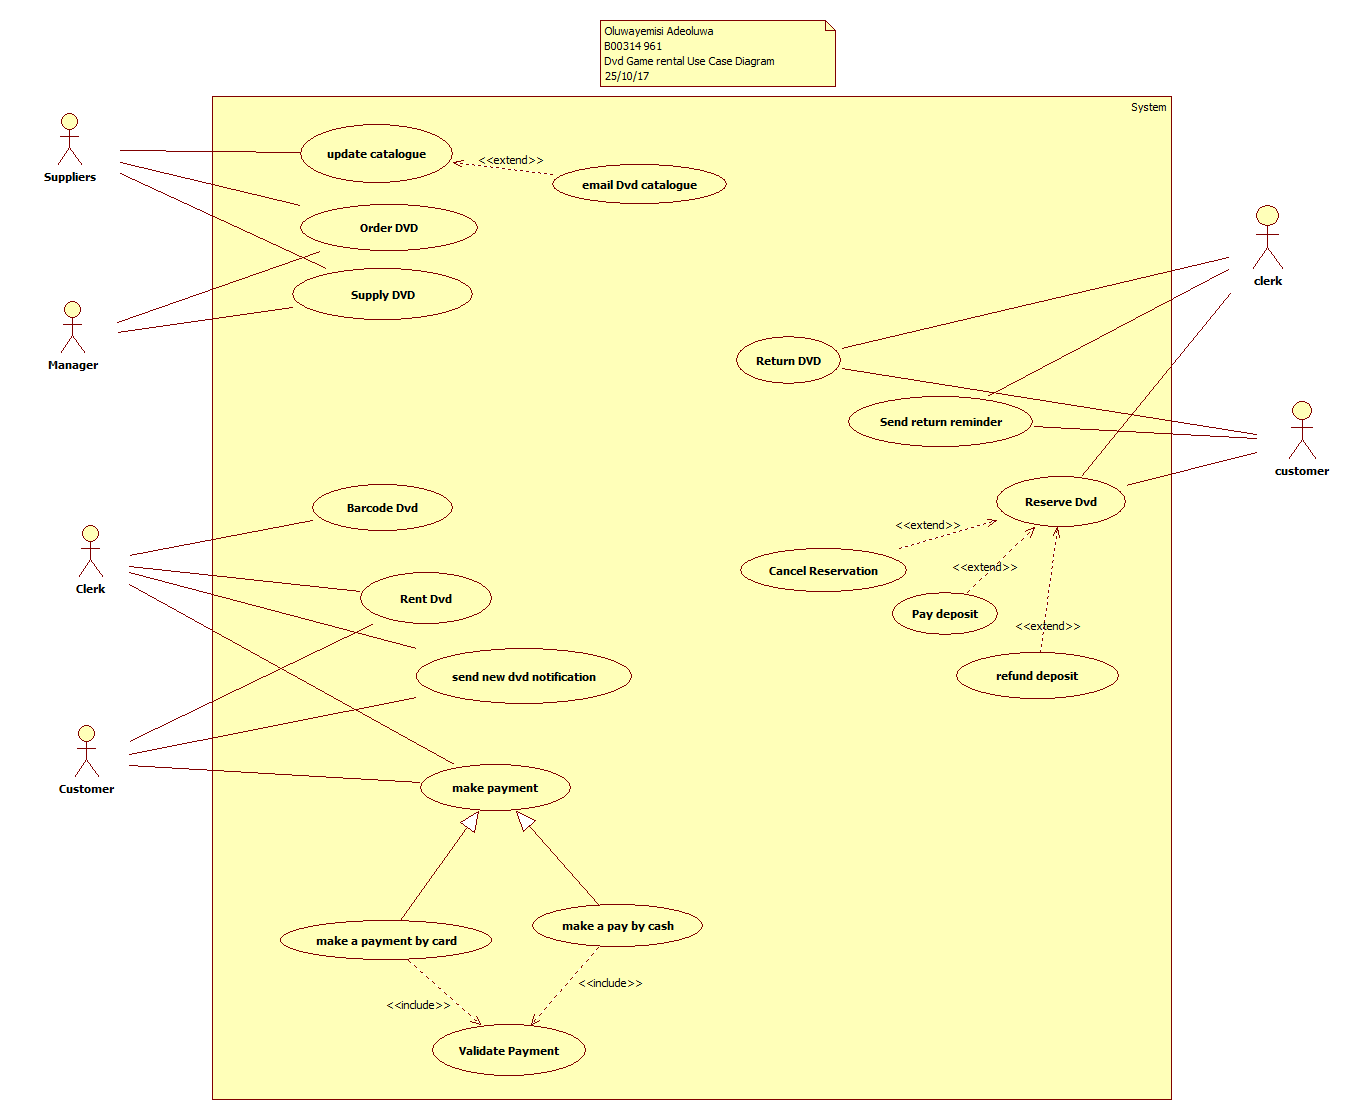 Oluwayemisi Adeoluwa
B00314 961
Dvd Game rental Use Case Diagram
25/10/17
System
Suppliers
update catalogue
<<extend>>
email Dvd catalogue
Order DVD
Supply DVD
Manager
clerk
Return DVD
Send return reminder
customer
Reserve Dvd
<<extend>>
Cancel Reservation
<<extend>>
Pay deposit
<<extend>>
refund deposit
Barcode Dvd
Clerk
Rent Dvd
send new dvd notification
Customer
make payment
make a payment by card
make a pay by cash
<<include>>
<<include>>
Validate Payment